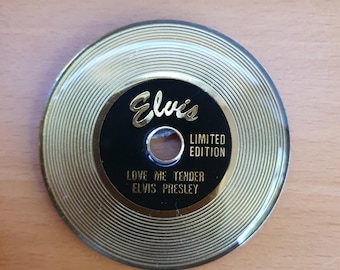 Elvis
LIMITED
EDITION
LOVE ME TENDER
ELVIS PRESLEY